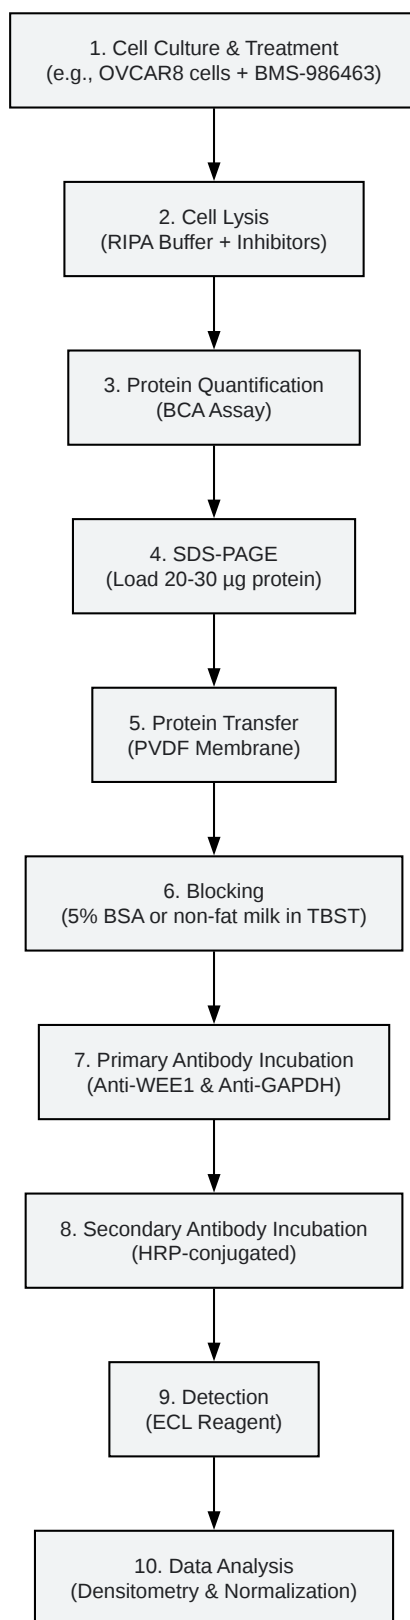 1. Cell Culture & Treatment
(e.g., OVCAR8 cells + BMS-986463)
2. Cell Lysis
(RIPA Buffer + Inhibitors)
3. Protein Quantification
(BCA Assay)
4. SDS-PAGE
(Load 20-30 µg protein)
5. Protein Transfer
(PVDF Membrane)
6. Blocking
(5% BSA or non-fat milk in TBST)
7. Primary Antibody Incubation
(Anti-WEE1 & Anti-GAPDH)
8. Secondary Antibody Incubation
(HRP-conjugated)
9. Detection
(ECL Reagent)
10. Data Analysis
(Densitometry & Normalization)